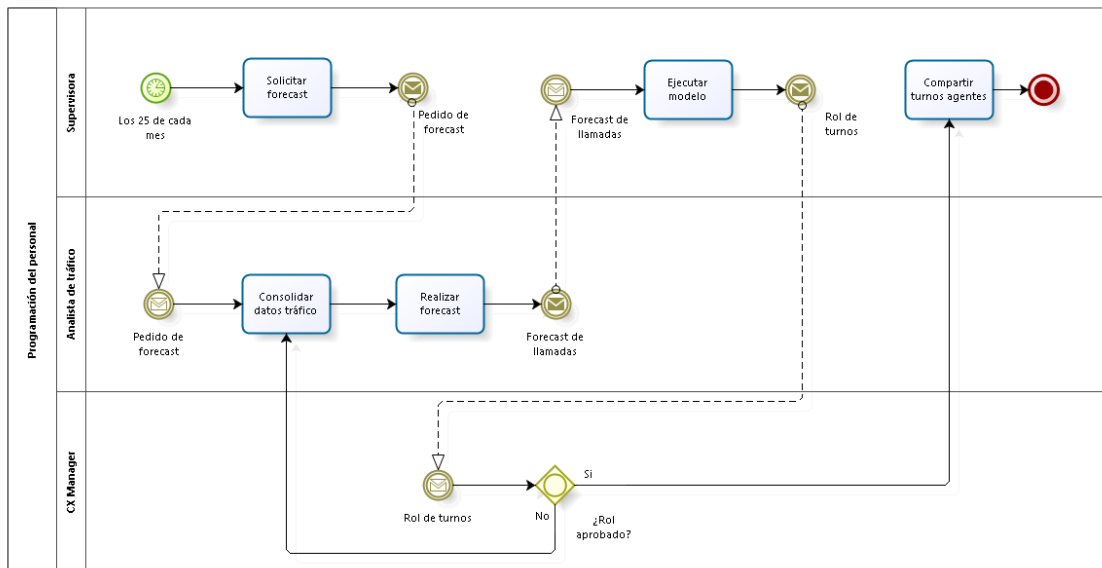 Programación del personal
Supervisora
Los 25 de cada
mes
Solicitar
forecast
Pedido de
forecast
Forecast de
llamadas
Ejecutar
modelo
Rol de
turnos
Compartir
turnos agentes
Analista de tráfico
Pedido de
forecast
Consolidar
datos tráfico
Realizar
forecast
Forecast de
llamadas
CX Manager
Rol de turnos
Si
No
¿Rol
aprobado?